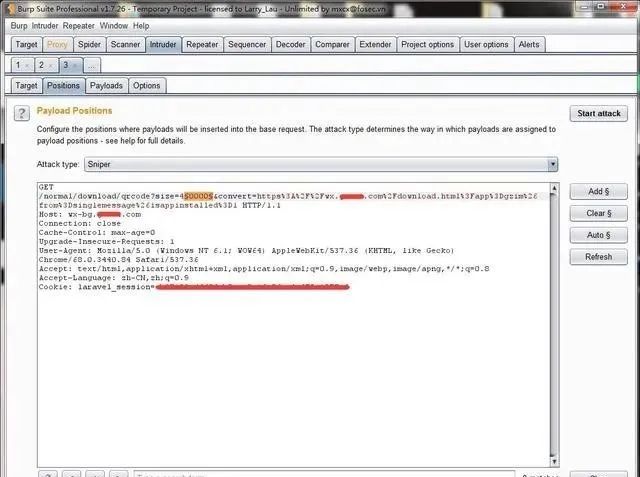 Burp Suite Professional v1.7.26 - Temporary Project - licensed to Larry_Lau - Unlimited by mxcx@fosec.vn
Burp Intruder Repeater Window Help
Target Proxy Spider Scanner Intruder Repeater Sequencer Decoder Comparer Extender Project options User options Alerts
1 × 2 × 3 × ...
Target Positions Payloads Options
? Payload Positions
Start attack
Configure the positions where payloads will be inserted into the base request. The attack type determines the way in which payloads are assigned to
payload positions - see help for full details.
Attack type: Sniper
GET
/normal/download/qrcode?size=4§0000§&convert=https%3A%2F%2Fwx. .com%2Fdownload.html%3Fapp%3Dgzim%26
from%3Dsinglemessage%26isappinstalled%3D1 HTTP/1.1
Host: wx-bg. .com
Connection: close
Cache-Control: max-age=0
Upgrade-Insecure-Requests: 1
User-Agent: Mozilla/5.0 (Windows NT 6.1; WOW64) AppleWebKit/537.36 (KHTML, like Gecko)
Chrome/68.0.3440.84 Safari/537.36
Accept: text/html,application/xhtml+xml,application/xml;q=0.9,image/webp,image/apng,*/*;q=0.8
Accept-Language: zh-CN,zh;q=0.9
Cookie: laravel_session=
Add §
Clear §
Auto §
Refresh